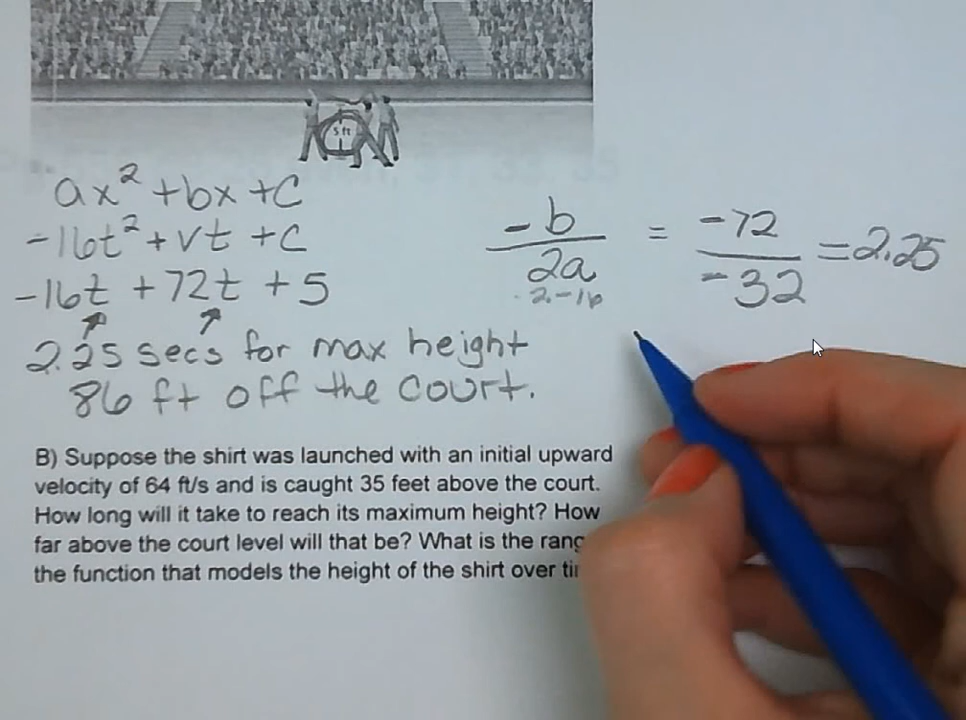 5 ft
ax² + bx + c
-16t² + vt + c
-16t + 72t + 5
-b / 2a = -72 / -32 = 2.25
2·-16
2.25 secs for max height
86 ft off the court.
B) Suppose the shirt was launched with an initial upward
velocity of 64 ft/s and is caught 35 feet above the court.
How long will it take to reach its maximum height? How
far above the court level will that be? What is the
the function that models the height of the shirt over